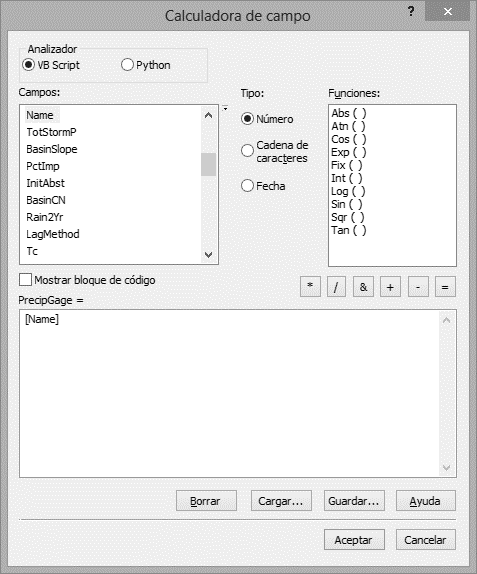 Calculadora de campo
? ×
Analizador
VB Script Python
Campos: Tipo: Funciones:
Name
TotStormP
BasinSlope
PctImp
InitAbst
BasinCN
Rain2Yr
LagMethod
Tc
Número
Cadena de
caracteres
Fecha
Abs ( )
Atn ( )
Cos ( )
Exp ( )
Fix ( )
Int ( )
Log ( )
Sin ( )
Sqr ( )
Tan ( )
Mostrar bloque de código
* / & + - =
PrecipGage =
[Name]
Borrar Cargar... Guardar... Ayuda
Aceptar Cancelar